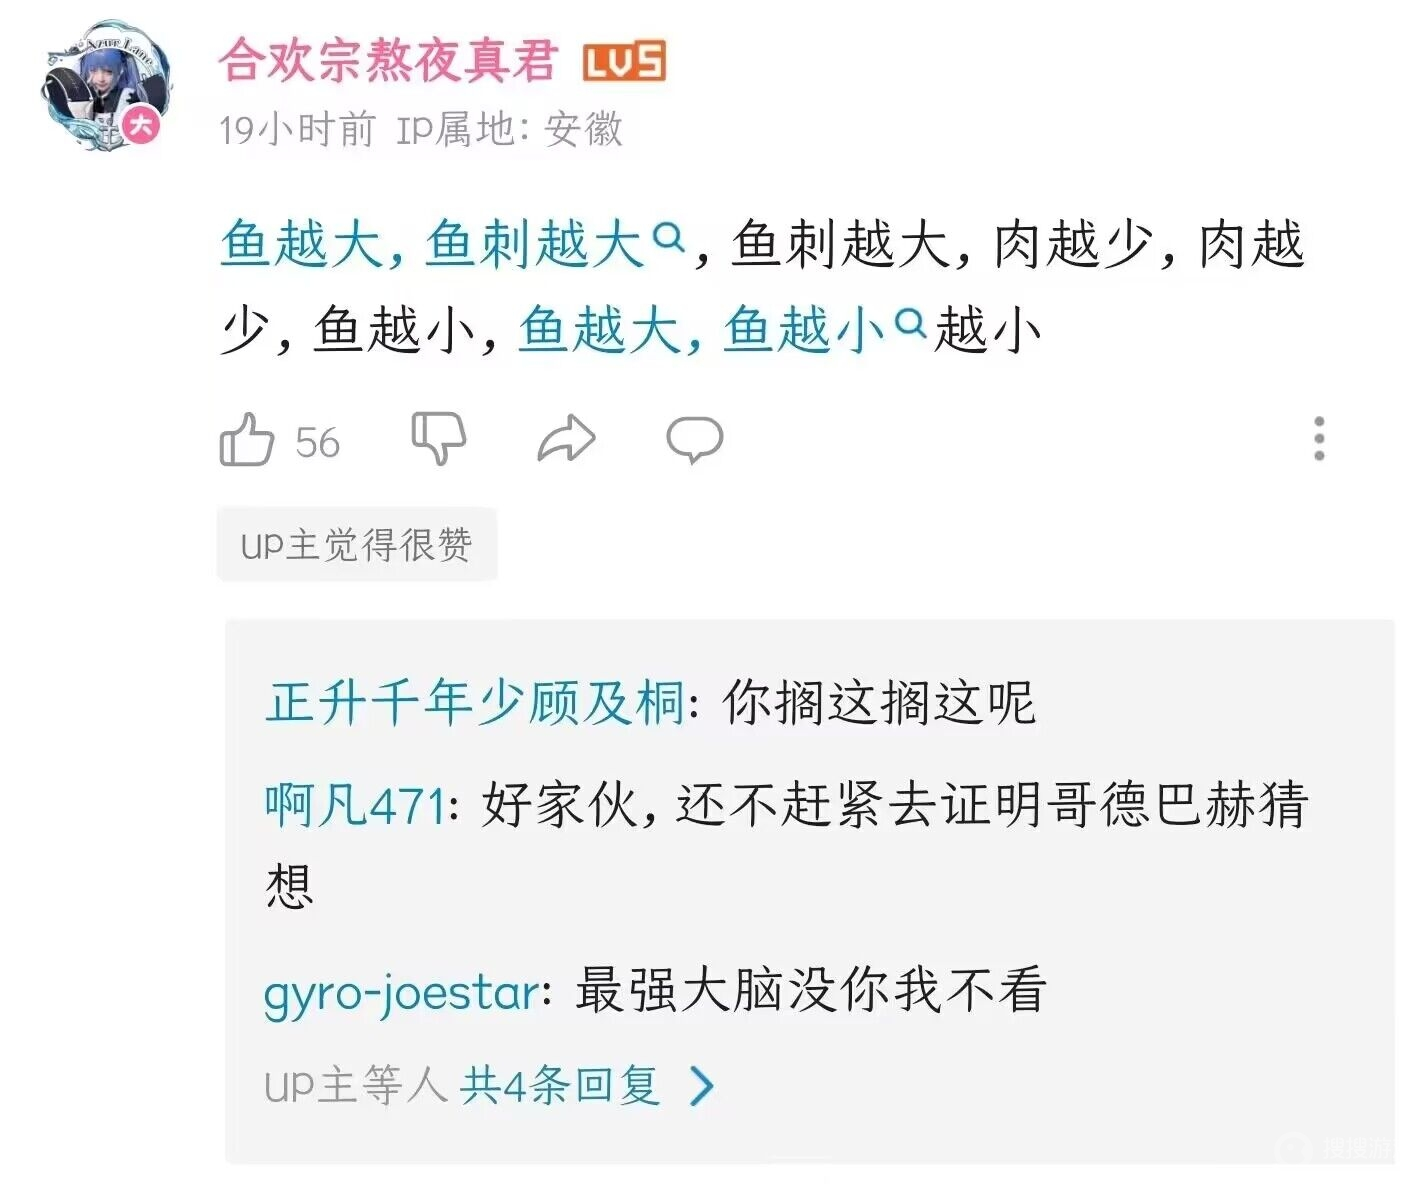 合欢宗熬夜真君 LV5
19小时前 IP属地：安徽
鱼越大，鱼刺越大，鱼刺越大，肉越少，肉越
少，鱼越小，鱼越大，鱼越小越小
56
up主觉得很赞
正升千年少顾及桐：你搁这搁这呢
啊凡471：好家伙，还不赶紧去证明哥德巴赫猜
想
gyro-joestar：最强大脑没你我不看
up主等人 共4条回复
搜搜游